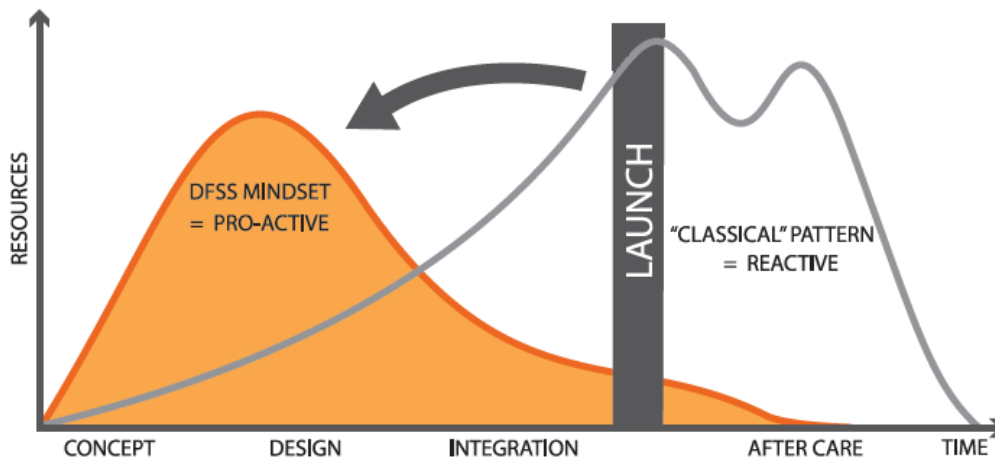 RESOURCES
DFSS MINDSET
= PRO-ACTIVE
LAUNCH
“CLASSICAL” PATTERN
= REACTIVE
CONCEPT
DESIGN
INTEGRATION
AFTER CARE
TIME